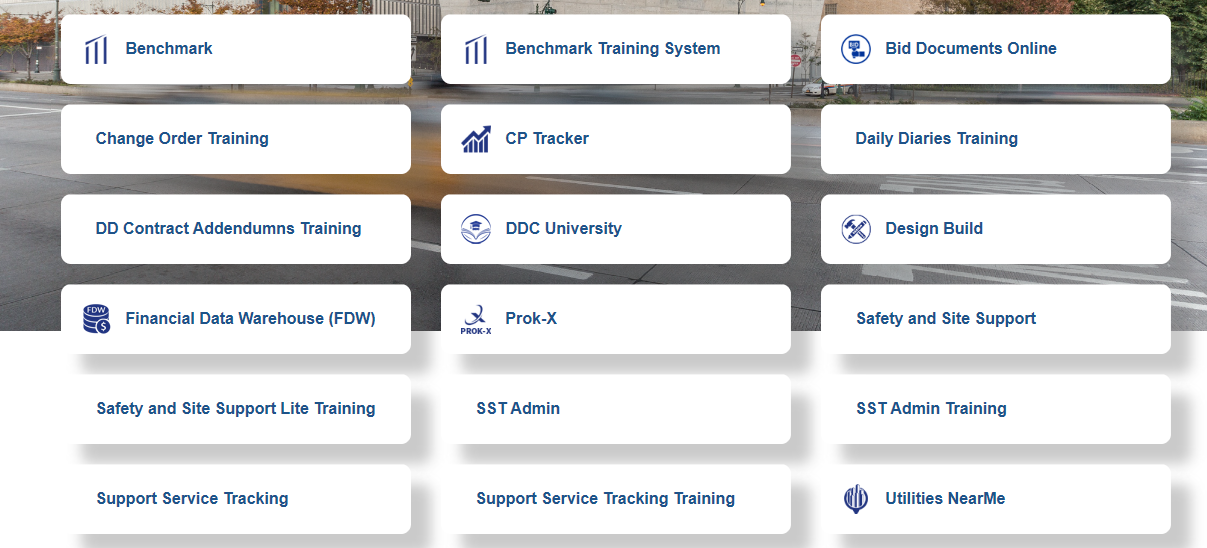 Benchmark
Benchmark Training System
BID
Bid Documents Online
Change Order Training
CP Tracker
Daily Diaries Training
DD Contract Addendumns Training
DDC University
Design Build
FDW
$
Financial Data Warehouse (FDW)
PROK-X
Prok-X
Safety and Site Support
Safety and Site Support Lite Training
SST Admin
SST Admin Training
Support Service Tracking
Support Service Tracking Training
Utilities NearMe